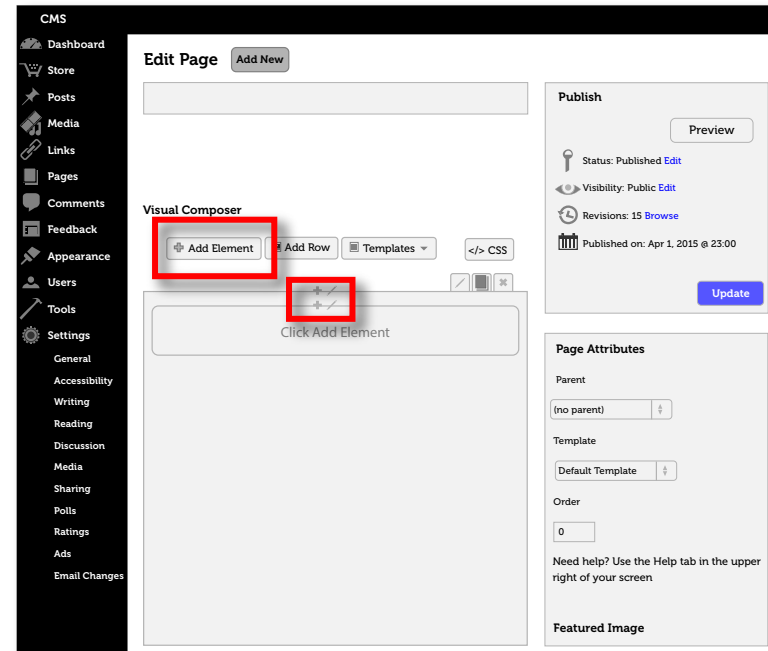 CMS
Dashboard
Store
Posts
Media
Links
Pages
Comments
Feedback
Appearance
Users
Tools
Settings
General
Accessibility
Writing
Reading
Discussion
Media
Sharing
Polls
Ratings
Ads
Email Changes
Edit Page
Add New
Visual Composer
Add Element
Add Row
Templates
</> CSS
Click Add Element
Publish
Preview
Status: Published Edit
Visibility: Public Edit
Revisions: 15 Browse
Published on: Apr 1, 2015 @ 23:00
Update
Page Attributes
Parent
(no parent)
Template
Default Template
Order
0
Need help? Use the Help tab in the upper
right of your screen
Featured Image